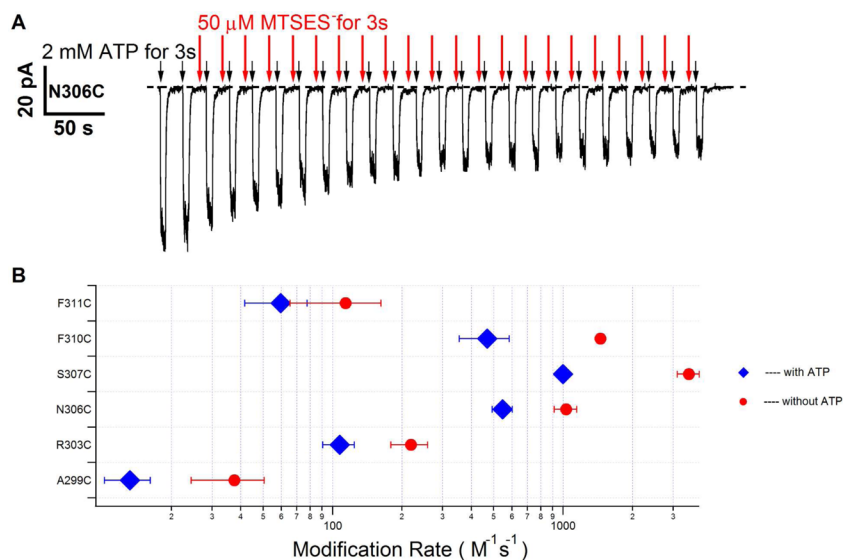 A
50 μM MTSES⁻for 3s
2 mM ATP for 3s
N306C
20 pA
50 s
B
F311C
F310C
S307C
N306C
R303C
A299C
---- with ATP
---- without ATP
2 3 4 5 6 7 8 9 2 3 4 5 6 7 8 9 2 3
100 1000
Modification Rate ( M⁻¹s⁻¹)